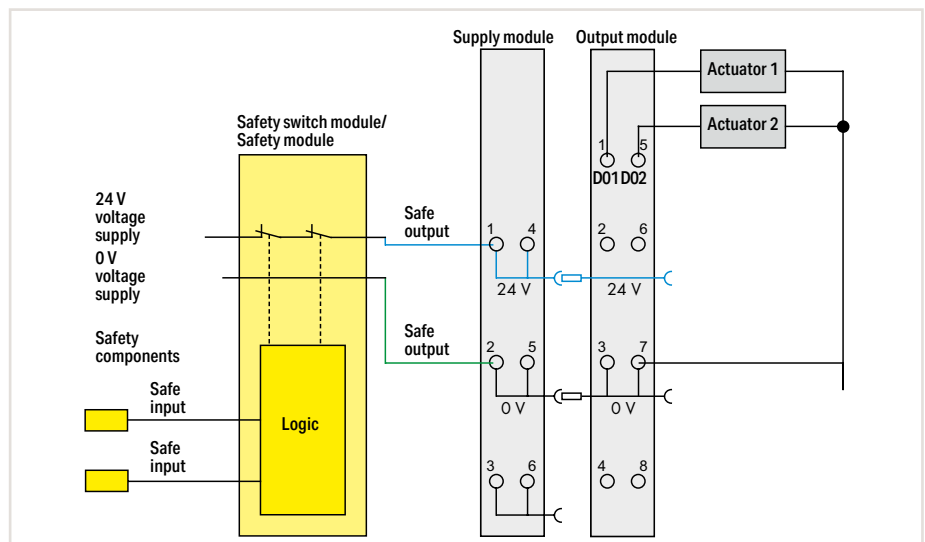 Supply module
Output module
Actuator 1
Actuator 2
Safety switch module/
Safety module
1
5
D01 D02
24 V
voltage
supply
Safe
output
1
4
2
6
0 V
voltage
supply
24 V
24 V
Safe
output
2
5
3
7
Safety
components
0 V
0 V
Safe
input
Logic
Safe
input
3
6
4
8